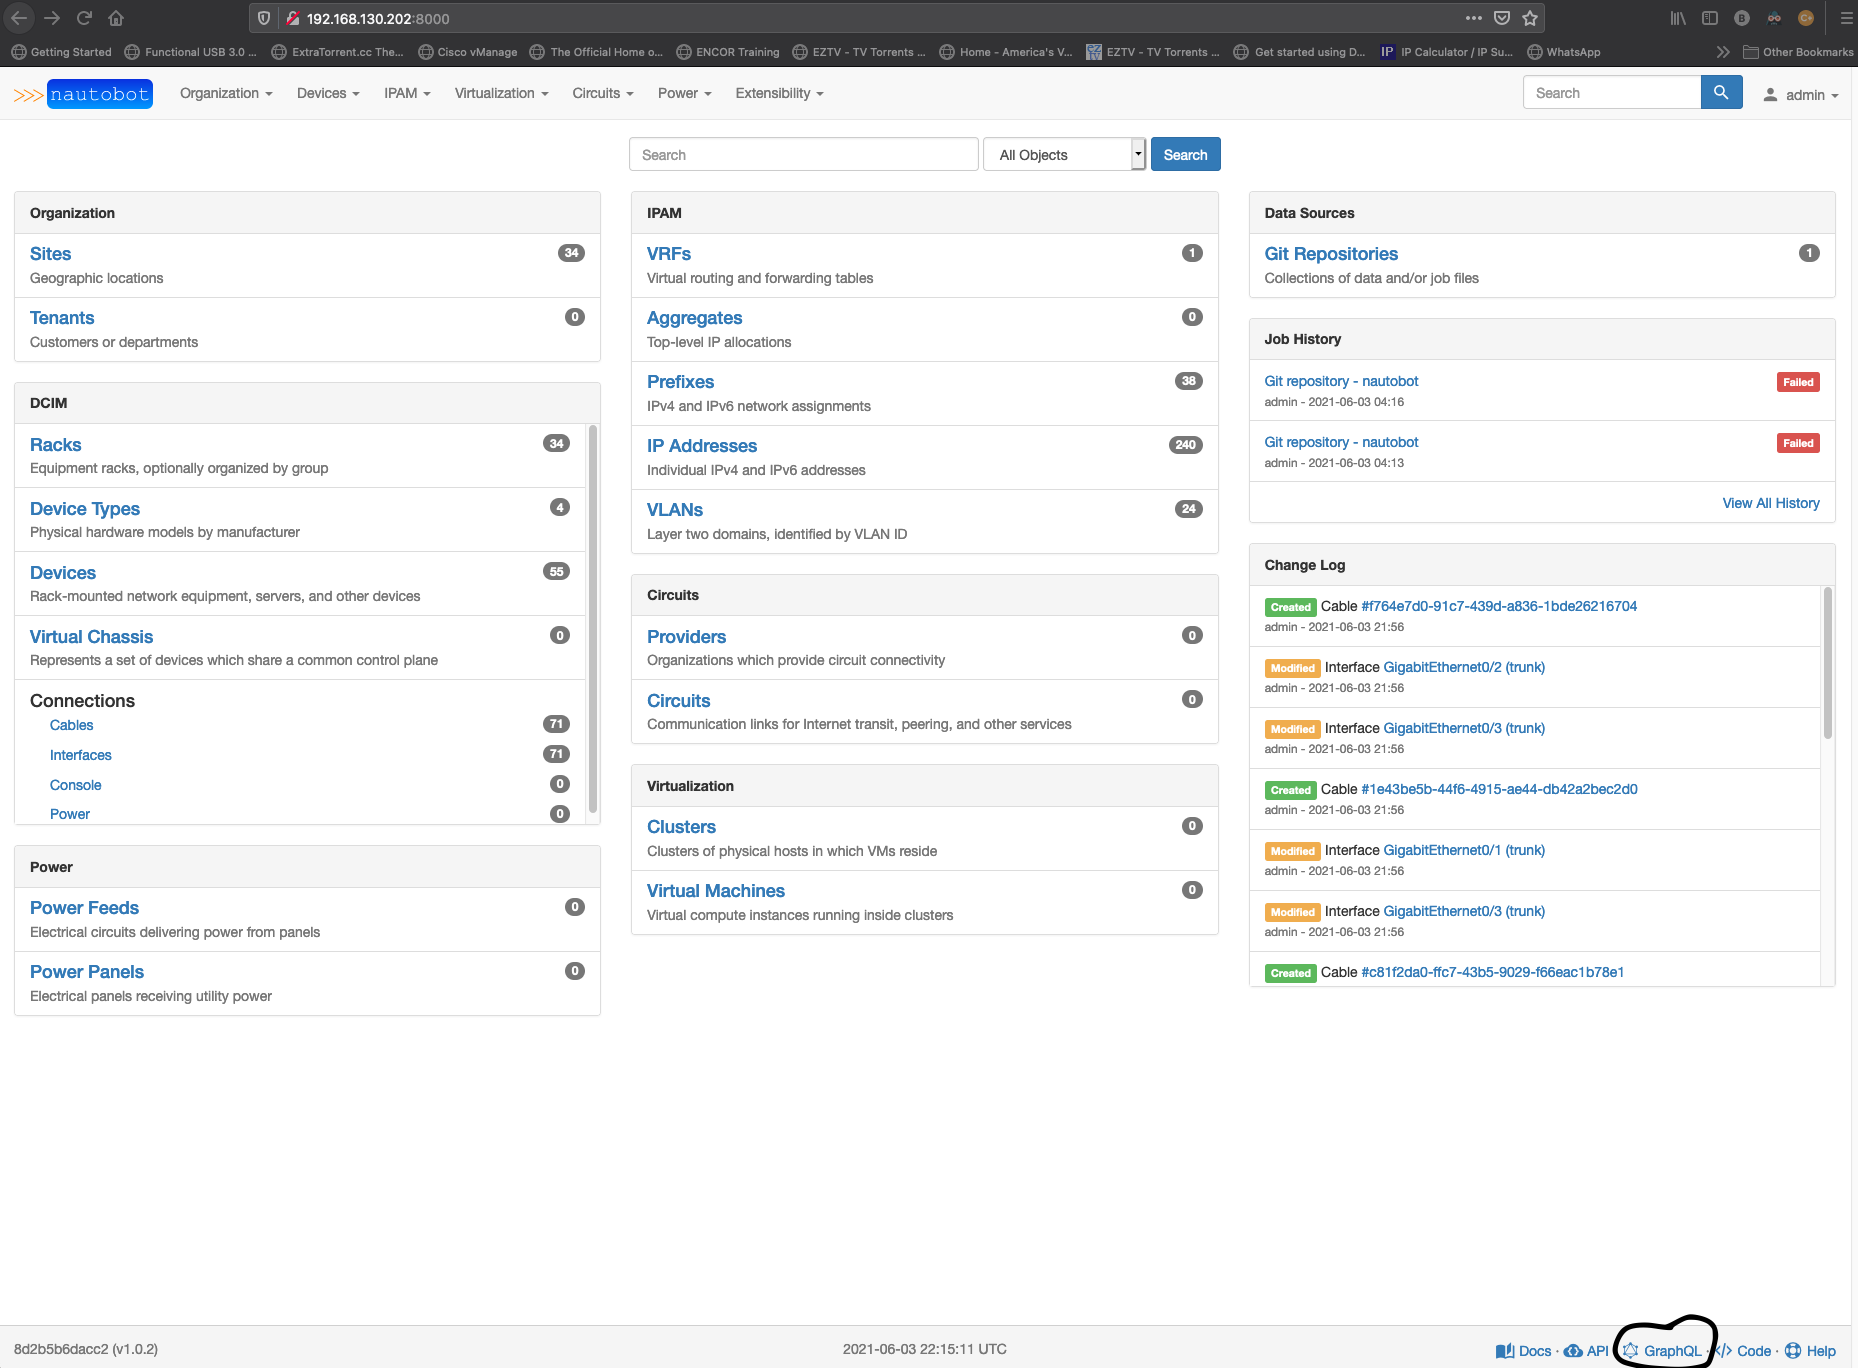 192.168.130.202:8000
Getting Started Functional USB 3.0 ... ExtraTorrent.cc The... Cisco vManage The Official Home o... ENCOR Training EZTV - TV Torrents ... Home - America's V... EZTV - TV Torrents ... Get started using D... IP IP Calculator / IP Su... WhatsApp Other Bookmarks
>>> nautobot Organization Devices IPAM Virtualization Circuits Power Extensibility Search admin
Search All Objects Search
Organization
Sites 34
Geographic locations
Tenants 0
Customers or departments
DCIM
Racks 34
Equipment racks, optionally organized by group
Device Types 4
Physical hardware models by manufacturer
Devices 55
Rack-mounted network equipment, servers, and other devices
Virtual Chassis 0
Represents a set of devices which share a common control plane
Connections
Cables 71
Interfaces 71
Console 0
Power 0
Power
Power Feeds 0
Electrical circuits delivering power from panels
Power Panels 0
Electrical panels receiving utility power
IPAM
VRFs 1
Virtual routing and forwarding tables
Aggregates 0
Top-level IP allocations
Prefixes 38
IPv4 and IPv6 network assignments
IP Addresses 240
Individual IPv4 and IPv6 addresses
VLANs 24
Layer two domains, identified by VLAN ID
Circuits
Providers 0
Organizations which provide circuit connectivity
Circuits 0
Communication links for Internet transit, peering, and other services
Virtualization
Clusters 0
Clusters of physical hosts in which VMs reside
Virtual Machines 0
Virtual compute instances running inside clusters
Data Sources
Git Repositories 1
Collections of data and/or job files
Job History
Git repository - nautobot Failed
admin - 2021-06-03 04:16
Git repository - nautobot Failed
admin - 2021-06-03 04:13
View All History
Change Log
Created Cable #f764e7d0-91c7-439d-a836-1bde26216704
admin - 2021-06-03 21:56
Modified Interface GigabitEthernet0/2 (trunk)
admin - 2021-06-03 21:56
Modified Interface GigabitEthernet0/3 (trunk)
admin - 2021-06-03 21:56
Created Cable #1e43be5b-44f6-4915-ae44-db42a2bec2d0
admin - 2021-06-03 21:56
Modified Interface GigabitEthernet0/1 (trunk)
admin - 2021-06-03 21:56
Modified Interface GigabitEthernet0/3 (trunk)
admin - 2021-06-03 21:56
Created Cable #c81f2da0-ffc7-43b5-9029-f66eac1b78e1
8d2b5b6dacc2 (v1.0.2) 2021-06-03 22:15:11 UTC Docs · API GraphQL · Code · Help